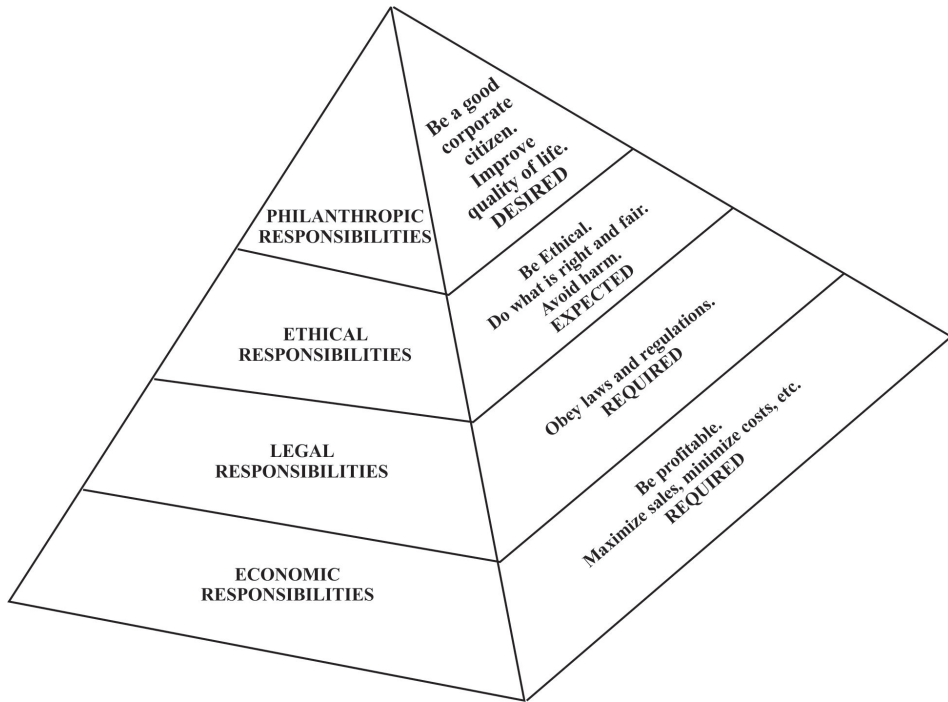 PHILANTHROPIC
RESPONSIBILITIES
Be a good
corporate
citizen.
Improve
quality of life.
DESIRED
ETHICAL
RESPONSIBILITIES
Be Ethical.
Do what is right and fair.
Avoid harm.
EXPECTED
LEGAL
RESPONSIBILITIES
Obey laws and regulations.
REQUIRED
ECONOMIC
RESPONSIBILITIES
Be profitable.
Maximize sales, minimize costs, etc.
REQUIRED